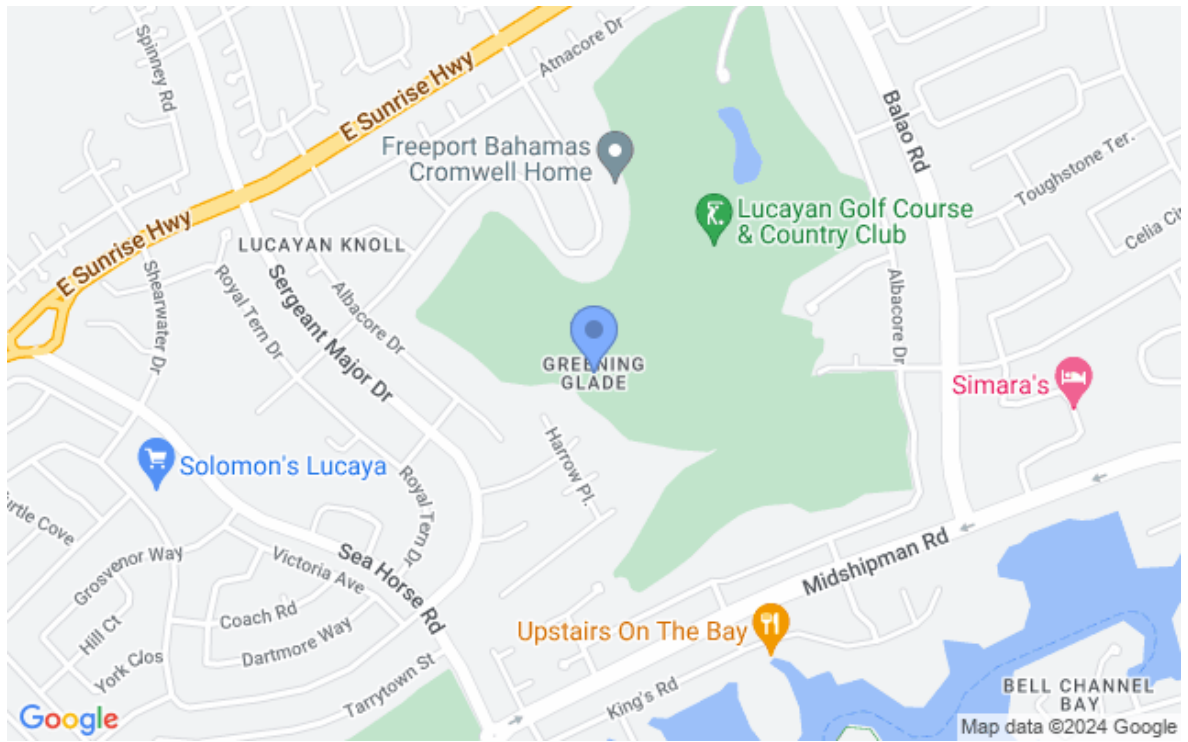 Spinney Rd
E Sunrise Hwy
Atnacore Dr
Balao Rd
Freeport Bahamas
Cromwell Home
Toughstone Ter.
Lucayan Golf Course
& Country Club
Celia Cir
E Sunrise Hwy
LUCAYAN KNOLL
Shearwater Dr
Royal Tern Dr
Sergeant Major Dr
Albacore Dr
Albacore Dr
GREENING
GLADE
Simara's
Solomon's Lucaya
Harrow Pl.
Royal Tern Dr
urtle Cove
Grosvenor Way
Victoria Ave
Sea Horse Rd
Midshipman Rd
Hill Ct
Coach Rd
Upstairs On The Bay
York Clos
Dartmore Way
Tarrytown St
King's Rd
BELL CHANNEL
BAY
Google
Map data ©2024 Google